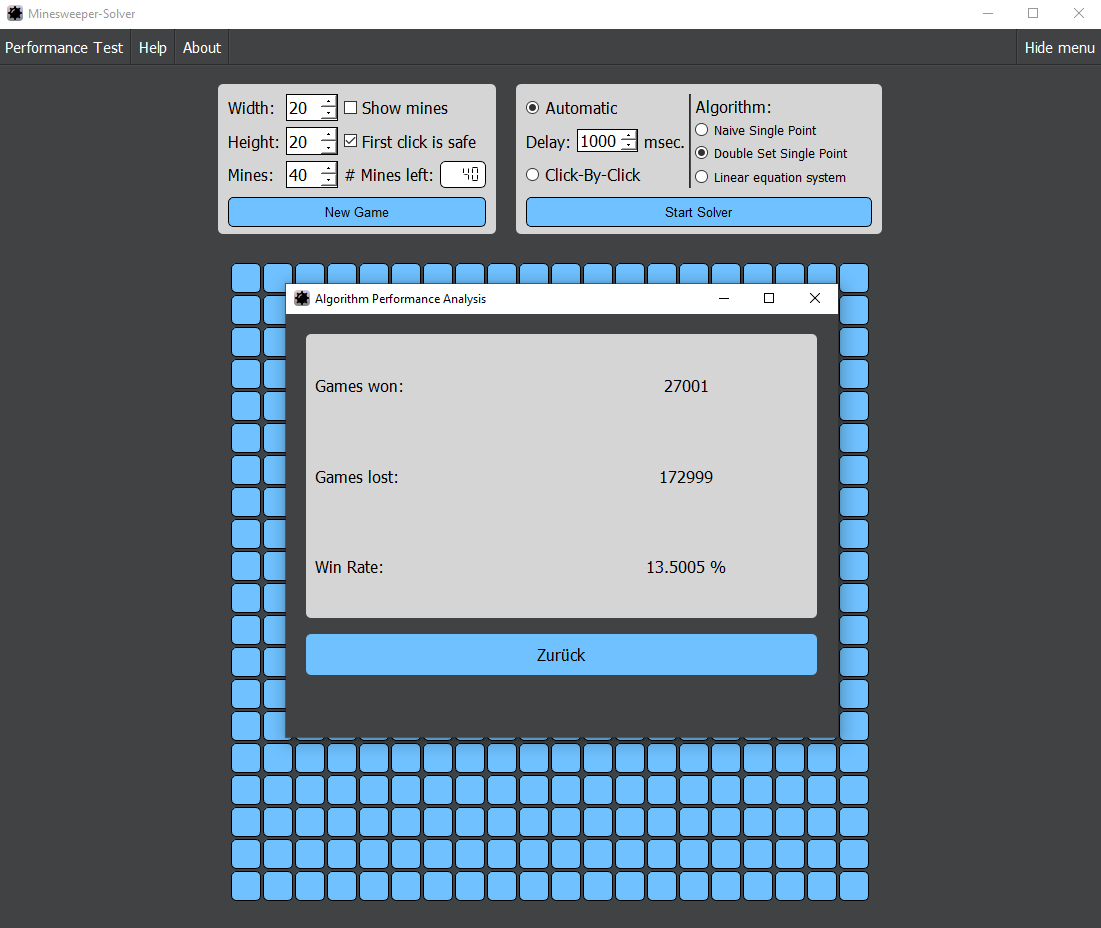 Minesweeper-Solver
Performance Test Help About Hide menu
Width: 20 Show mines
Height: 20 First click is safe
Mines: 40 # Mines left: 40
New Game
Automatic
Delay: 1000 msec.
Click-By-Click
Algorithm:
Naive Single Point
Double Set Single Point
Linear equation system
Start Solver
Algorithm Performance Analysis
Games won: 27001
Games lost: 172999
Win Rate: 13.5005 %
Zurück